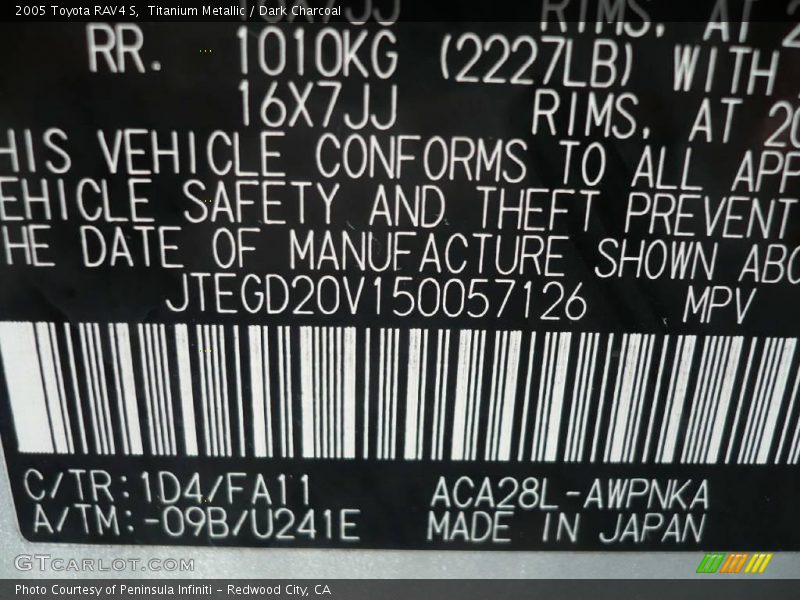 2005 Toyota RAV4 S, Titanium Metallic / Dark Charcoal
RIMS, AT
RR. 1010KG (2227LB) WITH
16X7JJ RIMS, AT 20
HIS VEHICLE CONFORMS TO ALL APP
EHICLE SAFETY AND THEFT PREVENT
HE DATE OF MANUFACTURE SHOWN ABO
JTEGD20V150057126 MPV
C/TR:1D4/FA11 ACA28L-AWPNKA
A/TM:-09B/U241E MADE IN JAPAN
GTCARLOT.COM
Photo Courtesy of Peninsula Infiniti – Redwood City, CA